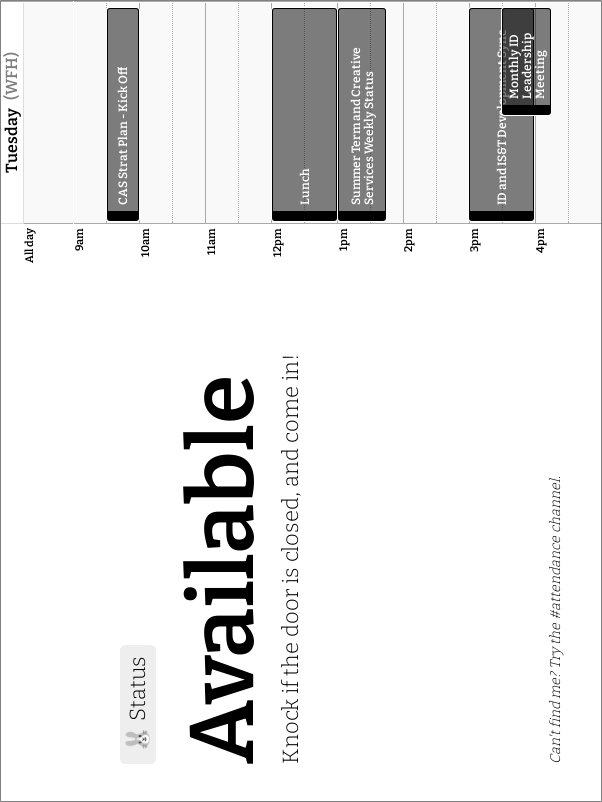 Status
Available
Knock if the door is closed, and come in!
Can't find me? Try the #attendance channel.
Tuesday (WFH)
All day
9am
CAS Strat Plan - Kick Off
10am
11am
12pm
Lunch
1pm
Summer Term and Creative
Services Weekly Status
2pm
3pm
ID and IS&T Development Sync
Monthly ID
Leadership
Meeting
4pm